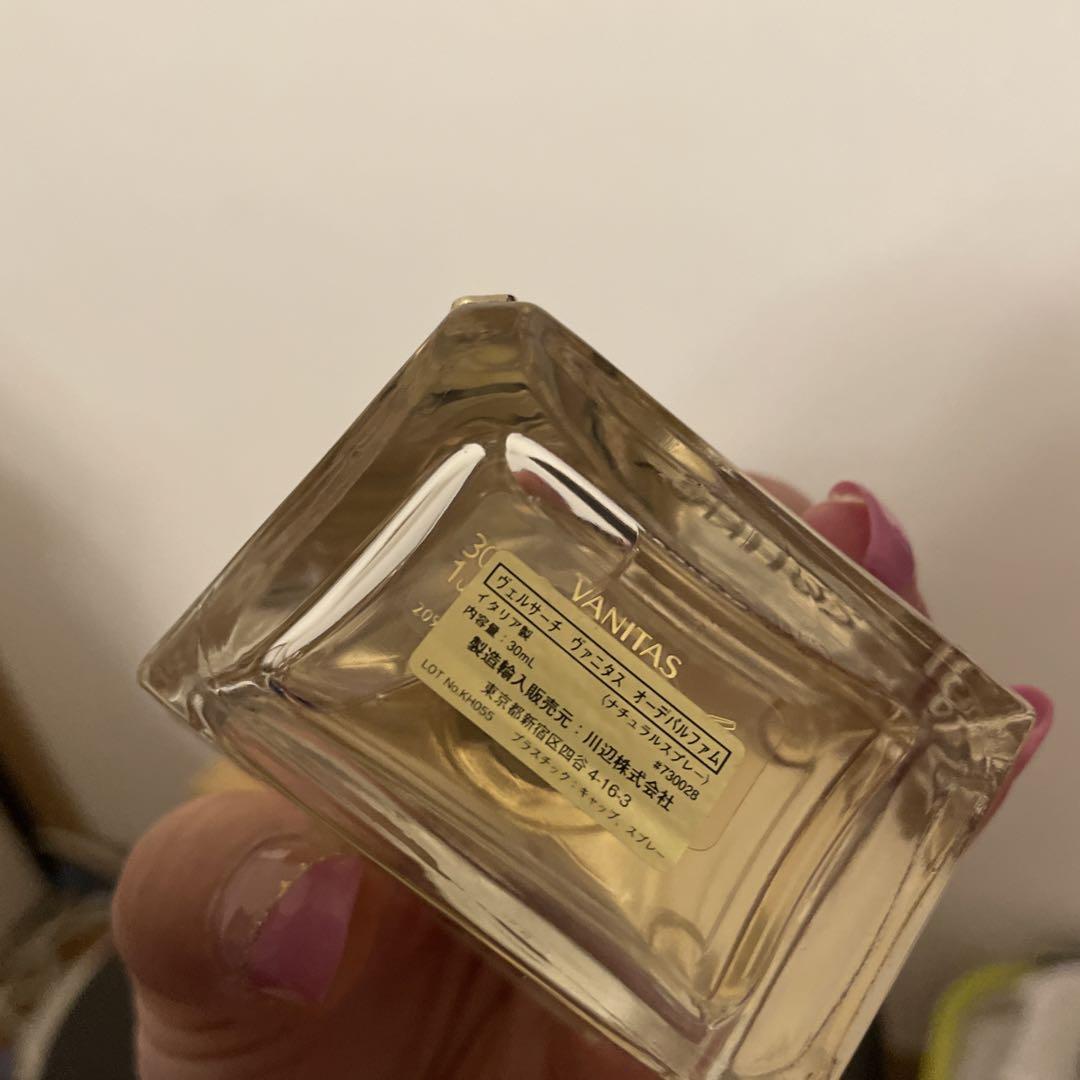 VANITAS
30
ヴェルサーチ ヴァニタス オーデパルファム
（ナチュラルスプレー）
イタリア製
#730028
内容量：30mL
製造輸入販売元：川辺株式会社
東京都新宿区四谷 4-16-3
LOT No.KH055
プラスチック：キャップ、スプレー